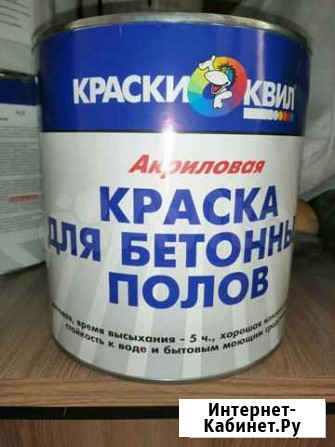 КРАСКИ КВИЛ
Акриловая
КРАСКА
ДЛЯ БЕТОННЫ
ПОЛОВ
время высыхания - 5 ч., хорошая
стойкость к воде и бытовым моющим
Интернет-
Кабинет.Ру